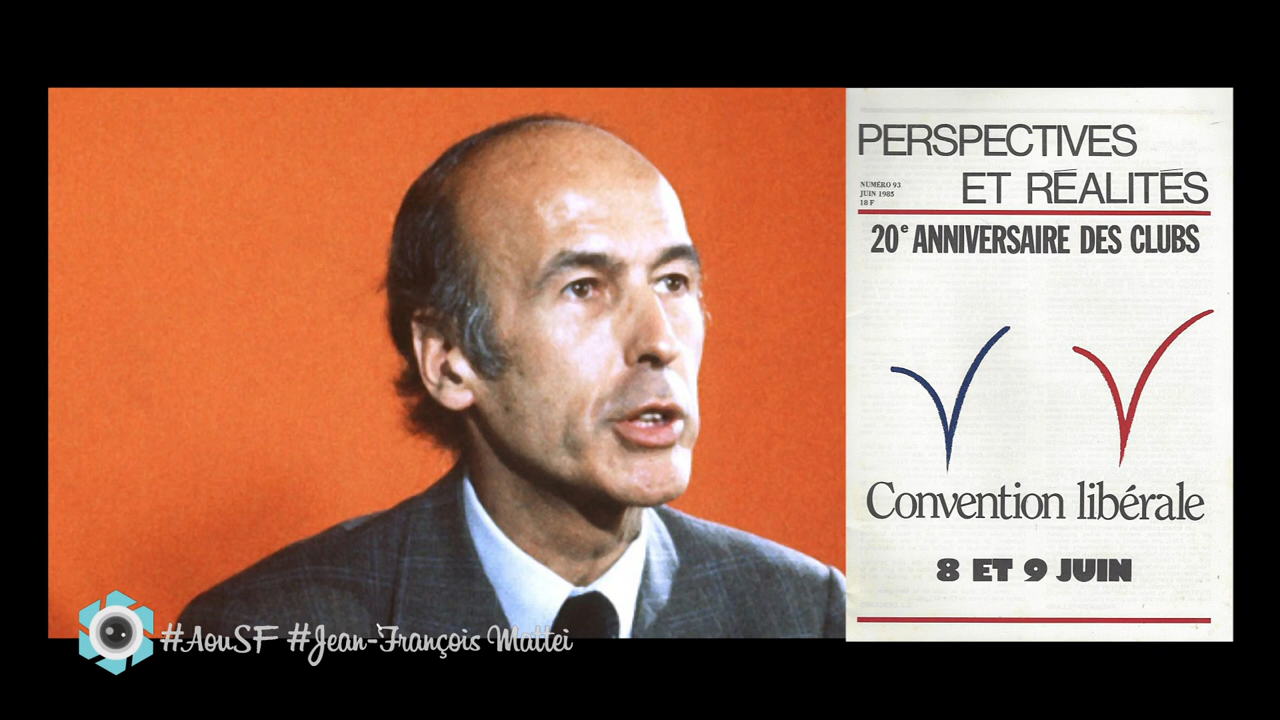 PERSPECTIVES
ET RÉALITÉS
NUMÉRO 93
JUIN 1985
18 F
20e ANNIVERSAIRE DES CLUBS
Convention libérale
8 ET 9 JUIN
#AouSF #Jean-François Mattei